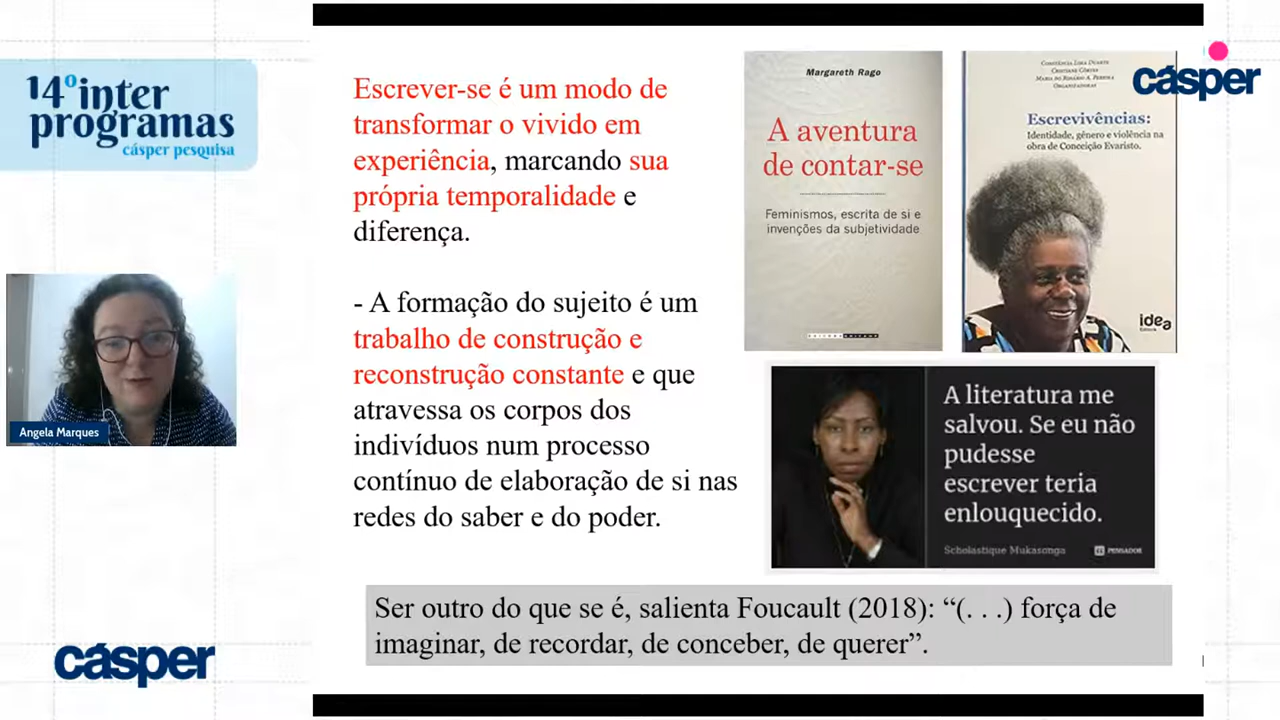 14º inter
programas
cásper pesquisa
Angela Marques
cásper
Escrever-se é um modo de
transformar o vivido em
experiência, marcando sua
própria temporalidade e
diferença.
- A formação do sujeito é um
trabalho de construção e
reconstrução constante e que
atravessa os corpos dos
indivíduos num processo
contínuo de elaboração de si nas
redes do saber e do poder.
Margareth Rago
A aventura
de contar-se
Feminismos, escrita de si e
invenções da subjetividade
Constância Lima Duarte
Cristiane Côrtes
Maria do Rosário A. Pereira
Organizadoras
Escrevivências:
Identidade, gênero e violência na
obra de Conceição Evaristo.
idea
cásper
A literatura me
salvou. Se eu não
pudesse
escrever teria
enlouquecido.
Scholastique Mukasonga
PENSADOR
Ser outro do que se é, salienta Foucault (2018): “(. . .) força de
imaginar, de recordar, de conceber, de querer”.